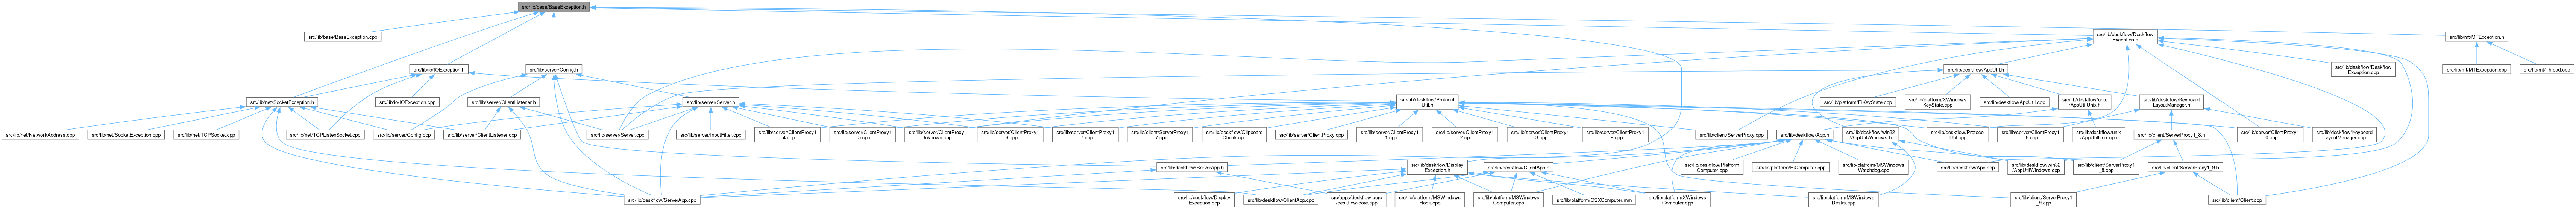 src/lib/base/BaseException.h
src/lib/base/BaseException.cpp
src/lib/deskflow/Deskflow
Exception.h
src/lib/mt/MTException.h
src/lib/io/IOException.h
src/lib/server/Config.h
src/lib/deskflow/AppUtil.h
src/lib/deskflow/Deskflow
Exception.cpp
src/lib/mt/MTException.cpp
src/lib/mt/Thread.cpp
src/lib/net/SocketException.h
src/lib/io/IOException.cpp
src/lib/server/ClientListener.h
src/lib/server/Server.h
src/lib/deskflow/Protocol
Util.h
src/lib/platform/EiKeyState.cpp
src/lib/platform/XWindows
KeyState.cpp
src/lib/deskflow/AppUtil.cpp
src/lib/deskflow/unix
/AppUtilUnix.h
src/lib/deskflow/Keyboard
LayoutManager.h
src/lib/net/NetworkAddress.cpp
src/lib/net/SocketException.cpp
src/lib/net/TCPSocket.cpp
src/lib/net/TCPListenSocket.cpp
src/lib/server/Config.cpp
src/lib/server/ClientListener.cpp
src/lib/server/Server.cpp
src/lib/server/InputFilter.cpp
src/lib/server/ClientProxy1
_4.cpp
src/lib/server/ClientProxy1
_5.cpp
src/lib/server/ClientProxy
Unknown.cpp
src/lib/server/ClientProxy1
_6.cpp
src/lib/server/ClientProxy1
_7.cpp
src/lib/client/ServerProxy1
_7.cpp
src/lib/deskflow/Clipboard
Chunk.cpp
src/lib/server/ClientProxy.cpp
src/lib/server/ClientProxy1
_1.cpp
src/lib/server/ClientProxy1
_2.cpp
src/lib/server/ClientProxy1
_3.cpp
src/lib/server/ClientProxy1
_9.cpp
src/lib/client/ServerProxy.cpp
src/lib/deskflow/App.h
src/lib/deskflow/win32
/AppUtilWindows.h
src/lib/deskflow/Protocol
Util.cpp
src/lib/deskflow/unix
/AppUtilUnix.cpp
src/lib/server/ClientProxy1
_8.cpp
src/lib/client/ServerProxy1_8.h
src/lib/server/ClientProxy1
_0.cpp
src/lib/deskflow/Keyboard
LayoutManager.cpp
src/lib/deskflow/ServerApp.h
src/lib/deskflow/Display
Exception.h
src/lib/deskflow/ClientApp.h
src/lib/deskflow/Platform
Computer.cpp
src/lib/platform/EiComputer.cpp
src/lib/platform/MSWindows
Watchdog.cpp
src/lib/deskflow/App.cpp
src/lib/deskflow/win32
/AppUtilWindows.cpp
src/lib/client/ServerProxy1
_8.cpp
src/lib/client/ServerProxy1_9.h
src/lib/deskflow/ServerApp.cpp
src/lib/deskflow/Display
Exception.cpp
src/lib/deskflow/ClientApp.cpp
src/apps/deskflow-core
/deskflow-core.cpp
src/lib/platform/MSWindows
Hook.cpp
src/lib/platform/MSWindows
Computer.cpp
src/lib/platform/OSXComputer.mm
src/lib/platform/XWindows
Computer.cpp
src/lib/platform/MSWindows
Desks.cpp
src/lib/client/ServerProxy1
_9.cpp
src/lib/client/Client.cpp